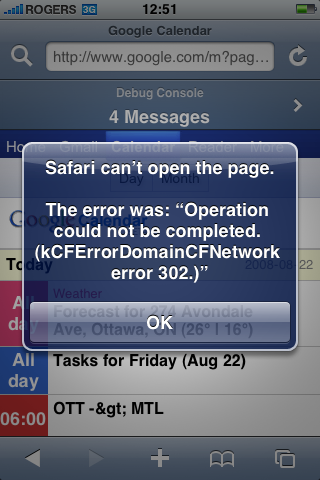 ROGERS 3G 12:51
Google Calendar
http://www.google.com/m?pag...
Debug Console
4 Messages
Home Gmail Calendar Reader More
Safari can't open the page.
Day Month
The error was: “Operation
could not be completed.
(kCFErrorDomainCFNetwork
error 302.)”
Google Calendar
Today 2008-08-22
Weather
All
day
Forecast for 274 Avondale
Ave, Ottawa, ON (26° | 16°)
OK
All
day
Tasks for Friday (Aug 22)
06:00
OTT -&gt; MTL